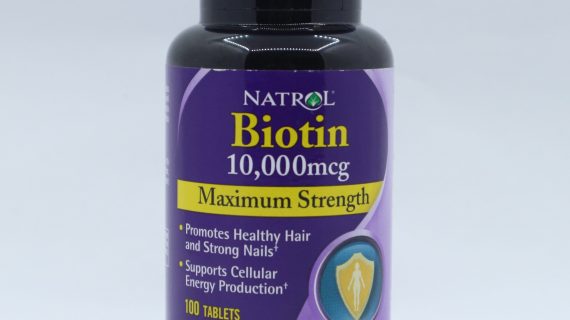 NATROL
Biotin
10,000mcg
Maximum Strength
• Promotes Healthy Hair
and Strong Nails†
• Supports Cellular
Energy Production†
100 TABLETS